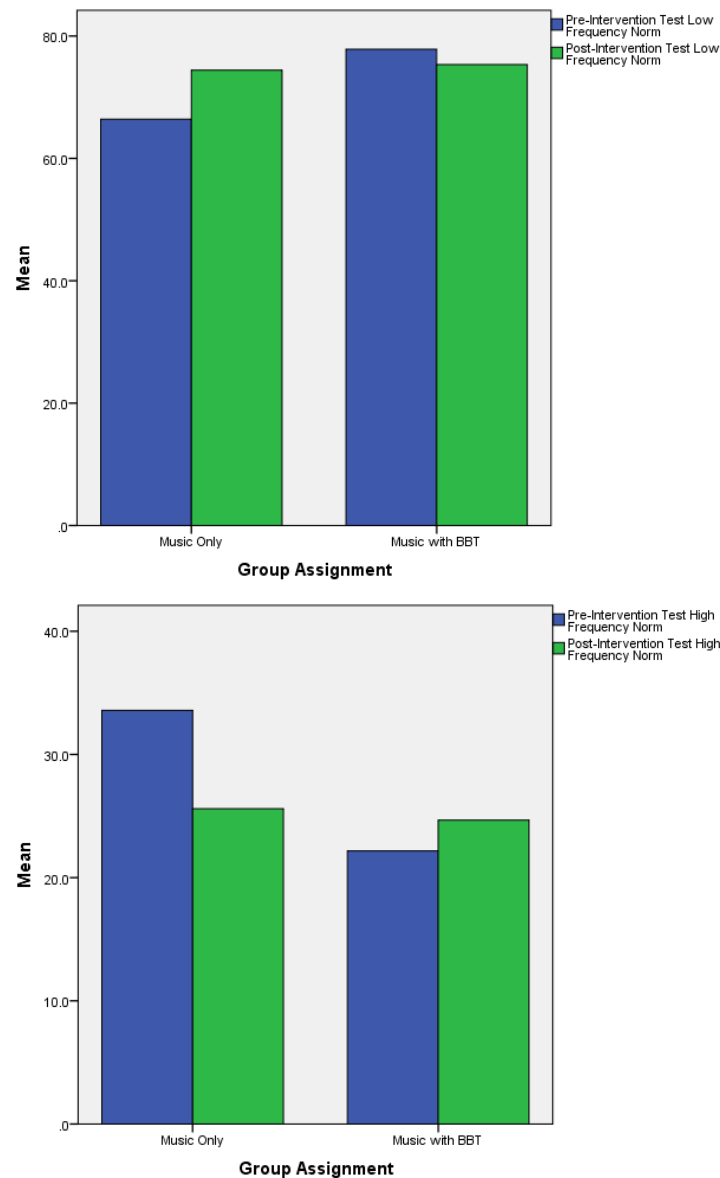 Pre-Intervention Test Low
Frequency Norm
Post-Intervention Test Low
Frequency Norm
80.0
60.0
40.0
20.0
.0
Mean
Music Only
Music with BBT
Group Assignment
Pre-Intervention Test High
Frequency Norm
Post-Intervention Test High
Frequency Norm
40.0
30.0
20.0
10.0
.0
Mean
Music Only
Music with BBT
Group Assignment